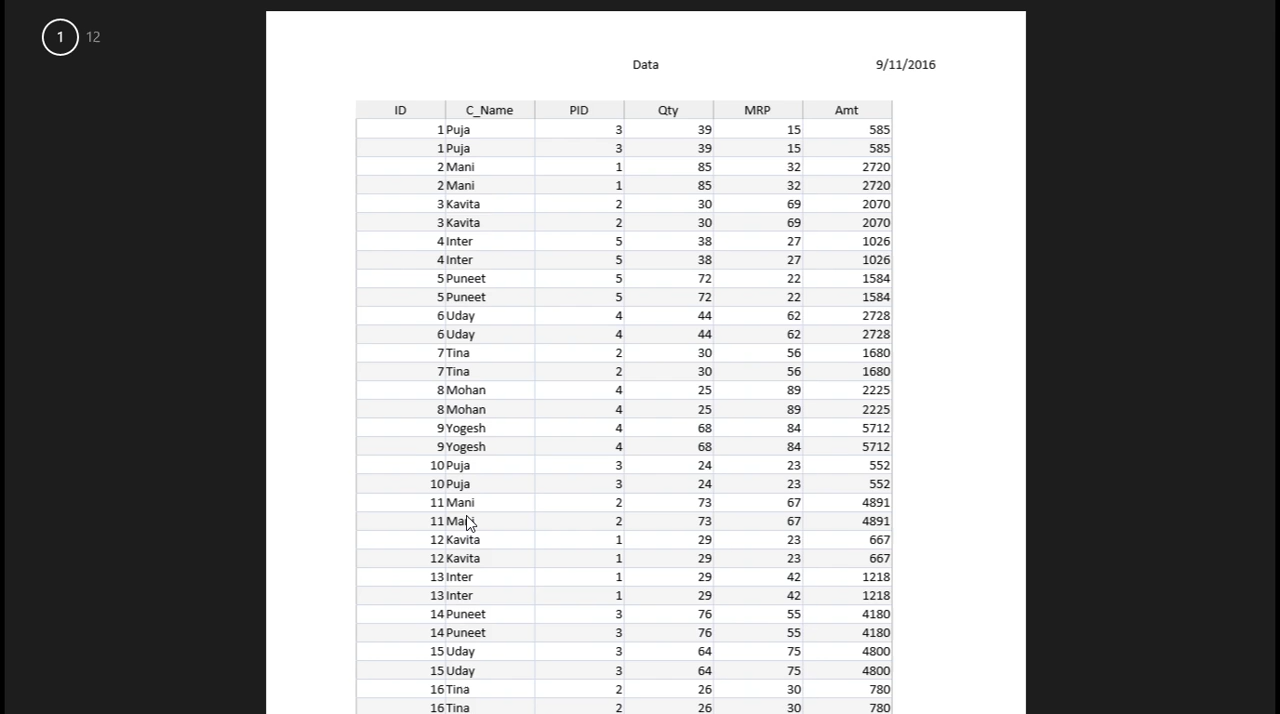 1 12
Data 9/11/2016
ID C_Name PID Qty MRP Amt
1 Puja 3 39 15 585
1 Puja 3 39 15 585
2 Mani 1 85 32 2720
2 Mani 1 85 32 2720
3 Kavita 2 30 69 2070
3 Kavita 2 30 69 2070
4 Inter 5 38 27 1026
4 Inter 5 38 27 1026
5 Puneet 5 72 22 1584
5 Puneet 5 72 22 1584
6 Uday 4 44 62 2728
6 Uday 4 44 62 2728
7 Tina 2 30 56 1680
7 Tina 2 30 56 1680
8 Mohan 4 25 89 2225
8 Mohan 4 25 89 2225
9 Yogesh 4 68 84 5712
9 Yogesh 4 68 84 5712
10 Puja 3 24 23 552
10 Puja 3 24 23 552
11 Mani 2 73 67 4891
11 Mani 2 73 67 4891
12 Kavita 1 29 23 667
12 Kavita 1 29 23 667
13 Inter 1 29 42 1218
13 Inter 1 29 42 1218
14 Puneet 3 76 55 4180
14 Puneet 3 76 55 4180
15 Uday 3 64 75 4800
15 Uday 3 64 75 4800
16 Tina 2 26 30 780
16 Tina 2 26 30 780